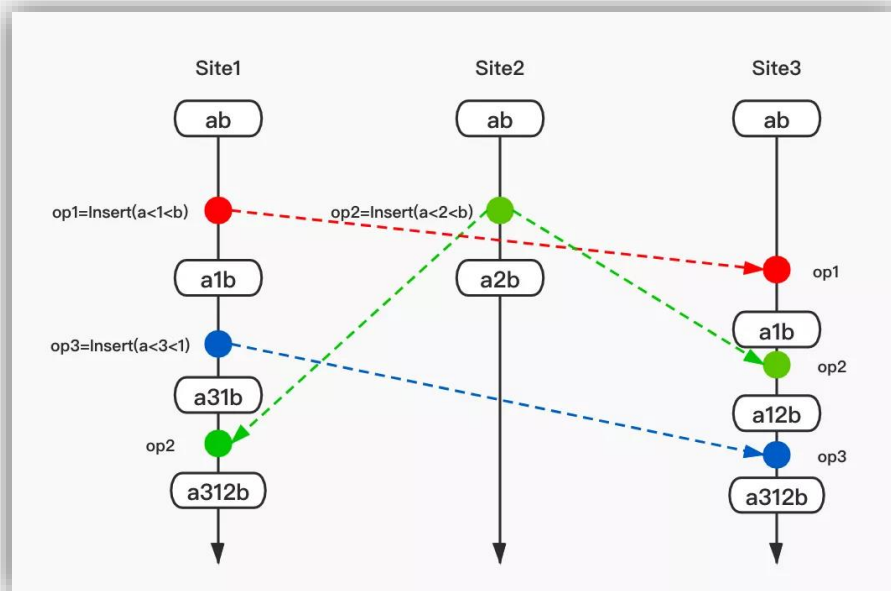 Site1 Site2 Site3
ab ab ab
op1=Insert(a<1<b) op2=Insert(a<2<b)
op1
a1b a2b
a1b
op3=Insert(a<3<1)
op2
a31b
a12b
op2
op3
a312b
a312b